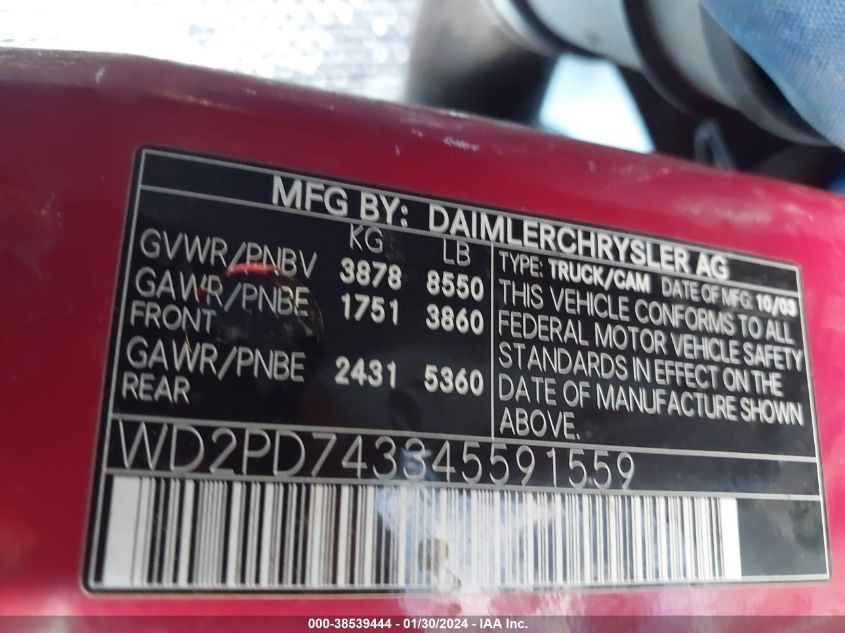 MFG BY: DAIMLERCHRYSLER AG
KG LB
GVWR/PNBV 3878 8550
GAWR/PNBE 1751 3860
FRONT
GAWR/PNBE 2431 5360
REAR
TYPE: TRUCK/CAM DATE OF MFG: 10/03
THIS VEHICLE CONFORMS TO ALL
FEDERAL MOTOR VEHICLE SAFETY
STANDARDS IN EFFECT ON THE
DATE OF MANUFACTURE SHOWN
ABOVE.
WD2PD743345591559
000-38539444 - 01/30/2024 - IAA Inc.